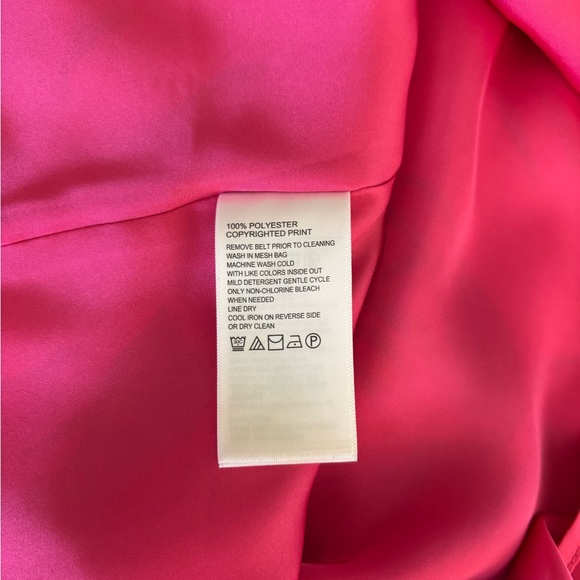 100% POLYESTER
COPYRIGHTED PRINT
REMOVE BELT PRIOR TO CLEANING
WASH IN MESH BAG
MACHINE WASH COLD
WITH LIKE COLORS INSIDE OUT
MILD DETERGENT GENTLE CYCLE
ONLY NON-CHLORINE BLEACH
WHEN NEEDED
LINE DRY
COOL IRON ON REVERSE SIDE
OR DRY CLEAN
P